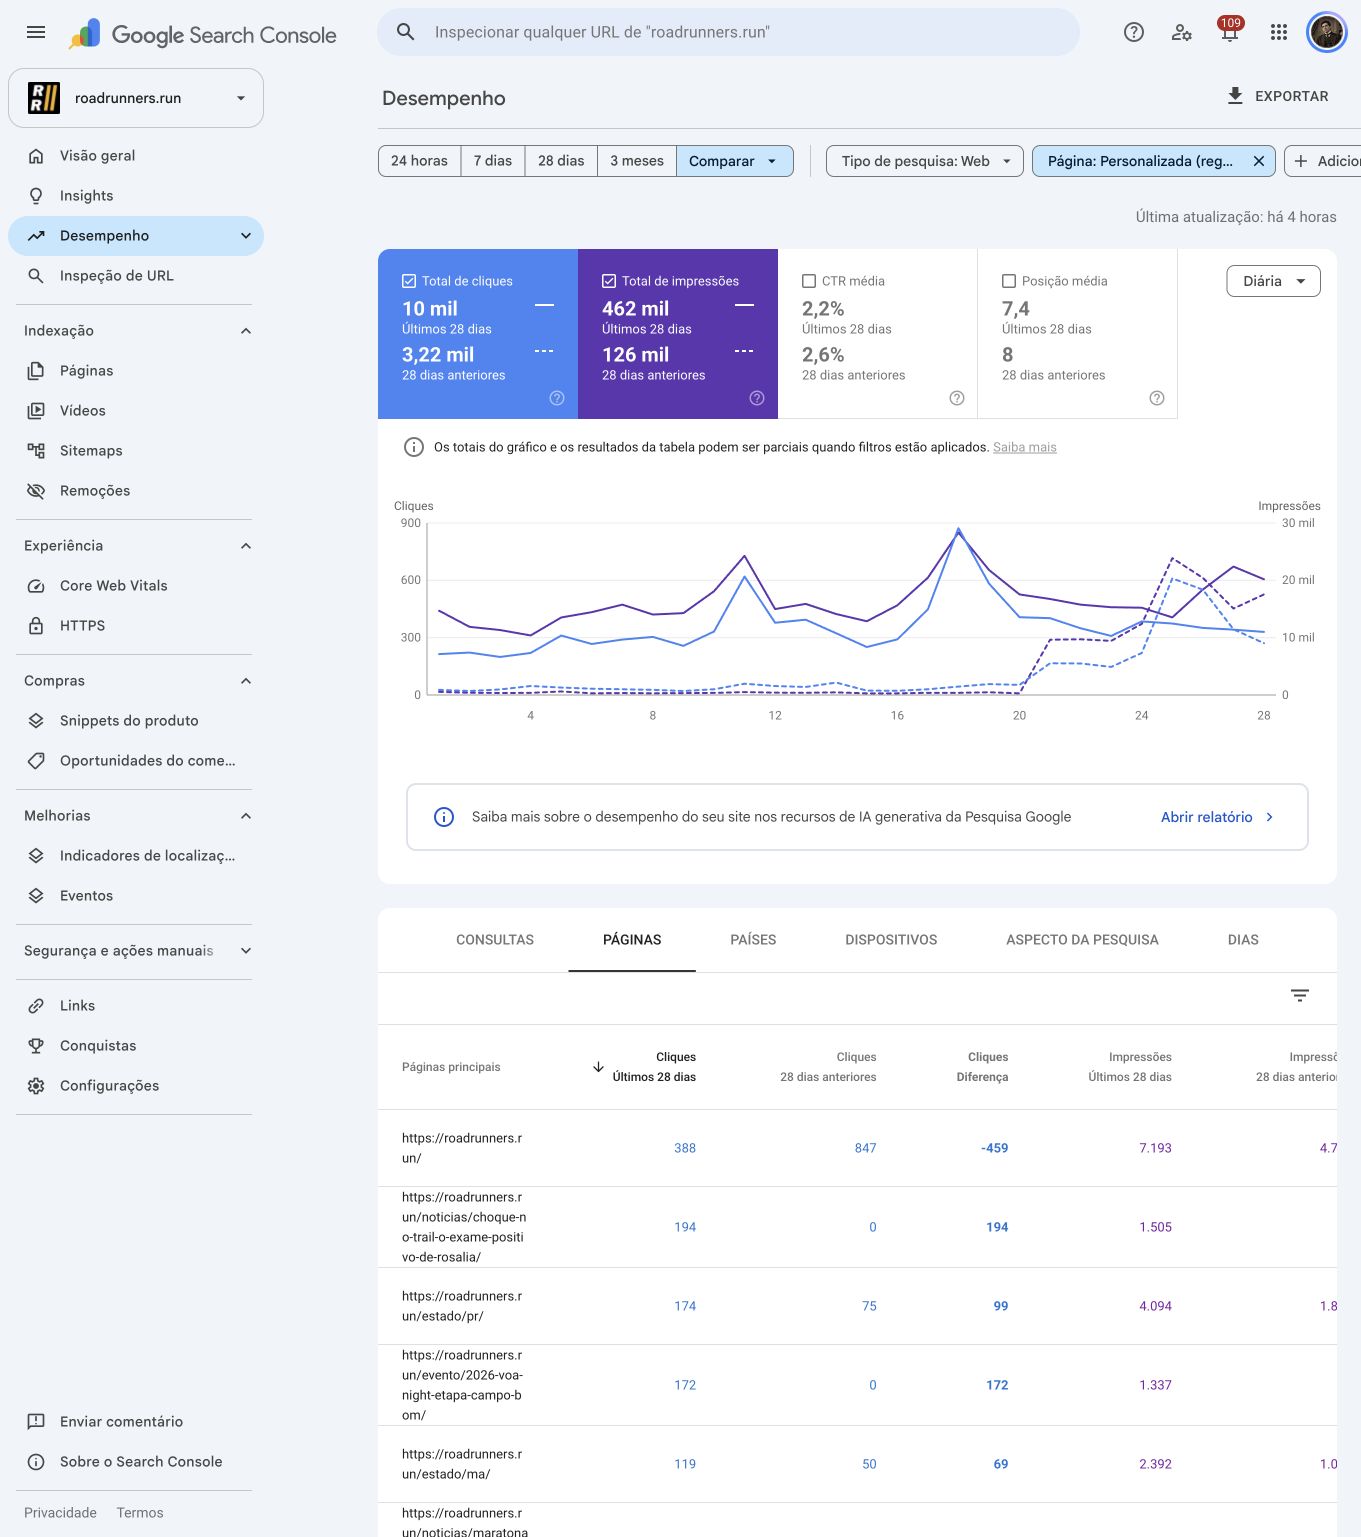 Google Search Console
Inspecionar qualquer URL de "roadrunners.run"
109
roadrunners.run
Desempenho
EXPORTAR
Visão geral
Insights
Desempenho
Inspeção de URL
Indexação
Páginas
Vídeos
Sitemaps
Remoções
Experiência
Core Web Vitals
HTTPS
Compras
Snippets do produto
Oportunidades do come...
Melhorias
Indicadores de localizaç...
Eventos
Segurança e ações manuais
Links
Conquistas
Configurações
Enviar comentário
Sobre o Search Console
Privacidade Termos
24 horas 7 dias 28 dias 3 meses Comparar Tipo de pesquisa: Web Página: Personalizada (reg... Adicio
Última atualização: há 4 horas
Total de cliques
10 mil
Últimos 28 dias
3,22 mil
28 dias anteriores
Total de impressões
462 mil
Últimos 28 dias
126 mil
28 dias anteriores
CTR média
2,2%
Últimos 28 dias
2,6%
28 dias anteriores
Posição média
7,4
Últimos 28 dias
8
28 dias anteriores
Diária
Os totais do gráfico e os resultados da tabela podem ser parciais quando filtros estão aplicados. Saiba mais
Cliques Impressões
900 30 mil
600 20 mil
300 10 mil
0 0
4 8 12 16 20 24 28
Saiba mais sobre o desempenho do seu site nos recursos de IA generativa da Pesquisa Google Abrir relatório
CONSULTAS PÁGINAS PAÍSES DISPOSITIVOS ASPECTO DA PESQUISA DIAS
Páginas principais
Cliques
Últimos 28 dias
Cliques
28 dias anteriores
Cliques
Diferença
Impressões
Últimos 28 dias
Impressõ
28 dias anterio
https://roadrunners.r
un/
388 847 -459 7.193 4.7
https://roadrunners.r
un/noticias/choque-n
o-trail-o-exame-positi
vo-de-rosalia/
194 0 194 1.505
https://roadrunners.r
un/estado/pr/
174 75 99 4.094 1.8
https://roadrunners.r
un/evento/2026-voa-
night-etapa-campo-b
om/
172 0 172 1.337
https://roadrunners.r
un/estado/ma/
119 50 69 2.392 1.0
https://roadrunners.r
un/noticias/maratona